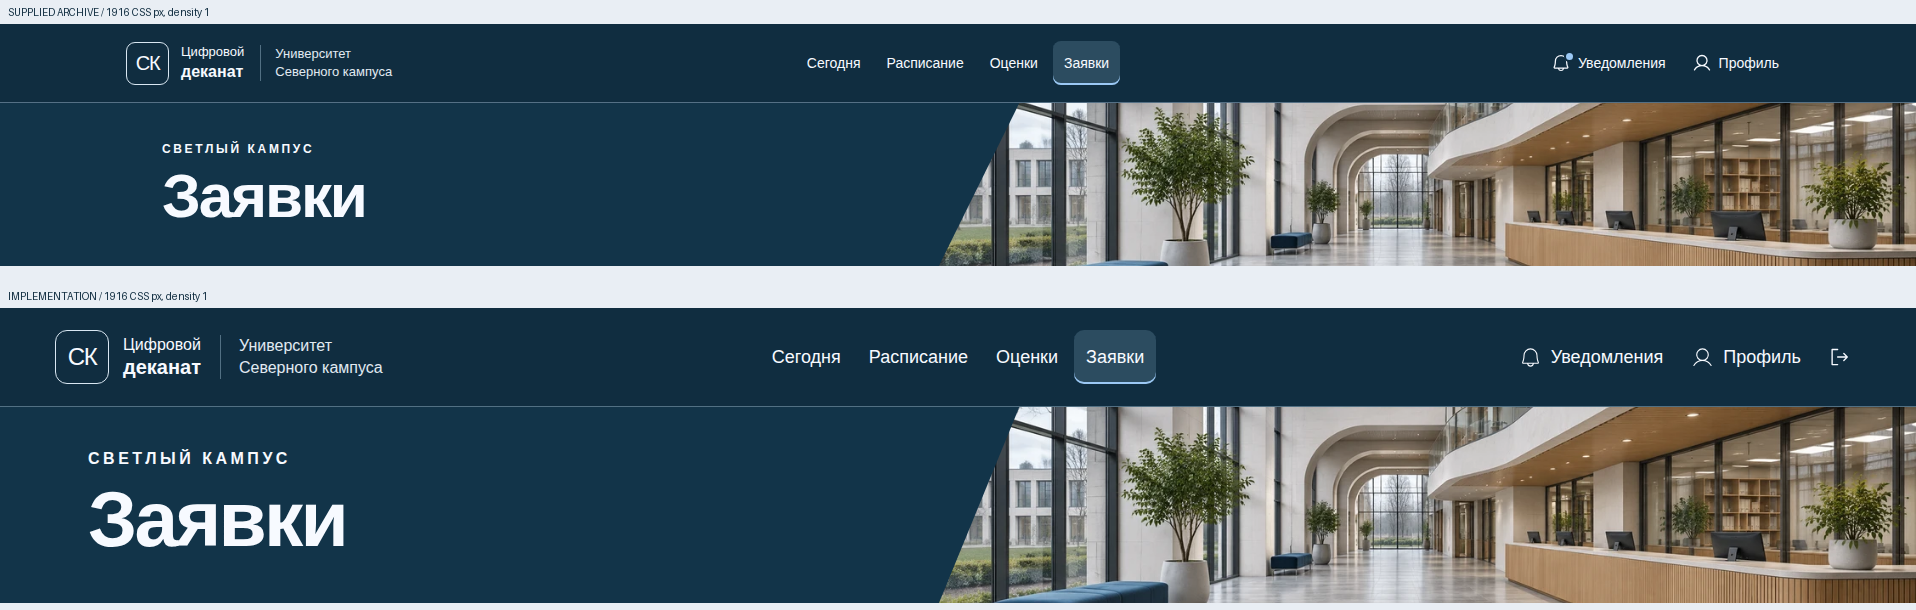 SUPPLIED ARCHIVE / 1916 CSS px, density 1
СК
Цифровой
деканат
Университет
Северного кампуса
Сегодня Расписание Оценки Заявки
Уведомления Профиль
СВЕТЛЫЙ КАМПУС
Заявки
IMPLEMENTATION / 1916 CSS px, density 1
СК
Цифровой
деканат
Университет
Северного кампуса
Сегодня Расписание Оценки Заявки
Уведомления Профиль
СВЕТЛЫЙ КАМПУС
Заявки